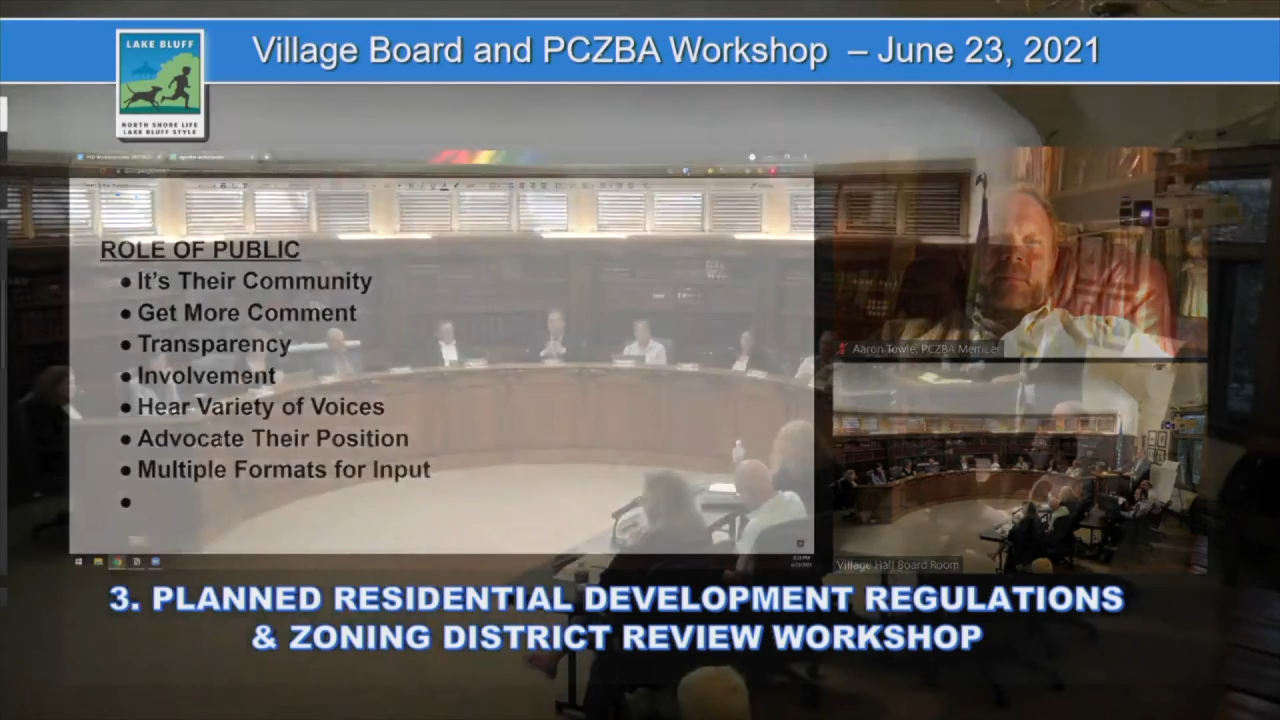 LAKE BLUFF
NORTH SHORE LIFE
LAKE BLUFF STYLE
Village Board and PCZBA Workshop – June 23, 2021
ROLE OF PUBLIC
● It's Their Community
● Get More Comment
● Transparency
● Involvement
● Hear Variety of Voices
● Advocate Their Position
● Multiple Formats for Input
●
Aaron Towle, PCZBA Member
Village Hall Board Room
3. PLANNED RESIDENTIAL DEVELOPMENT REGULATIONS
& ZONING DISTRICT REVIEW WORKSHOP